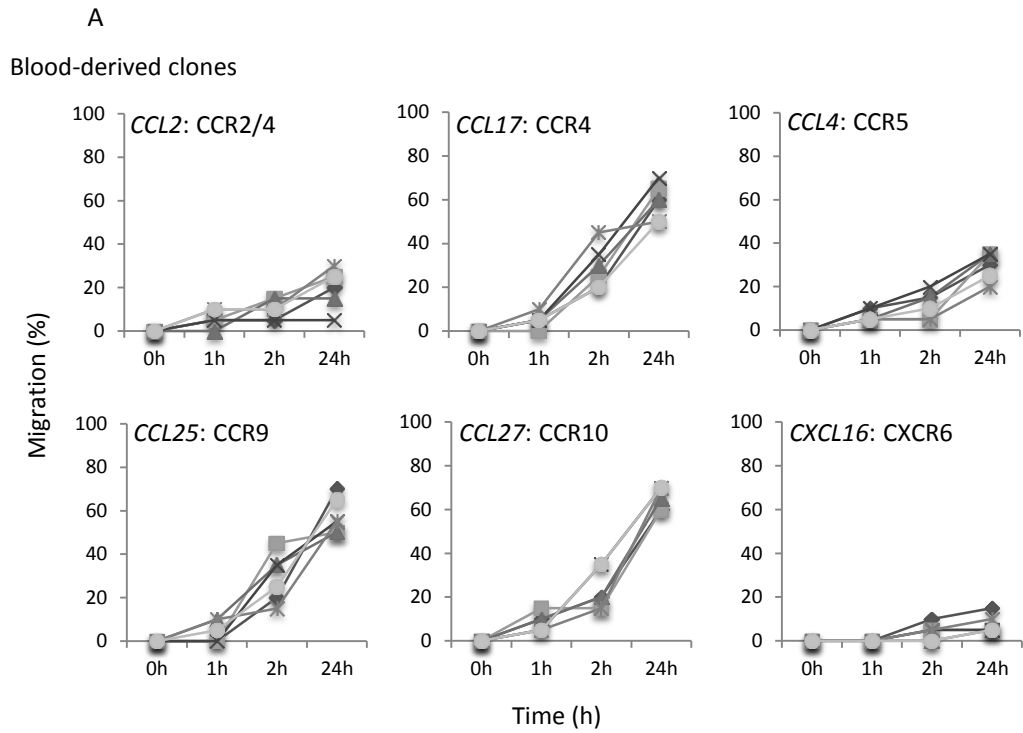 A
Blood-derived clones
CCL2: CCR2/4
100
80
60
40
20
0
0h 1h 2h 24h
CCL17: CCR4
100
80
60
40
20
0
0h 1h 2h 24h
CCL4: CCR5
100
80
60
40
20
0
0h 1h 2h 24h
Migration (%)
CCL25: CCR9
100
80
60
40
20
0
0h 1h 2h 24h
CCL27: CCR10
100
80
60
40
20
0
0h 1h 2h 24h
CXCL16: CXCR6
100
80
60
40
20
0
0h 1h 2h 24h
Time (h)